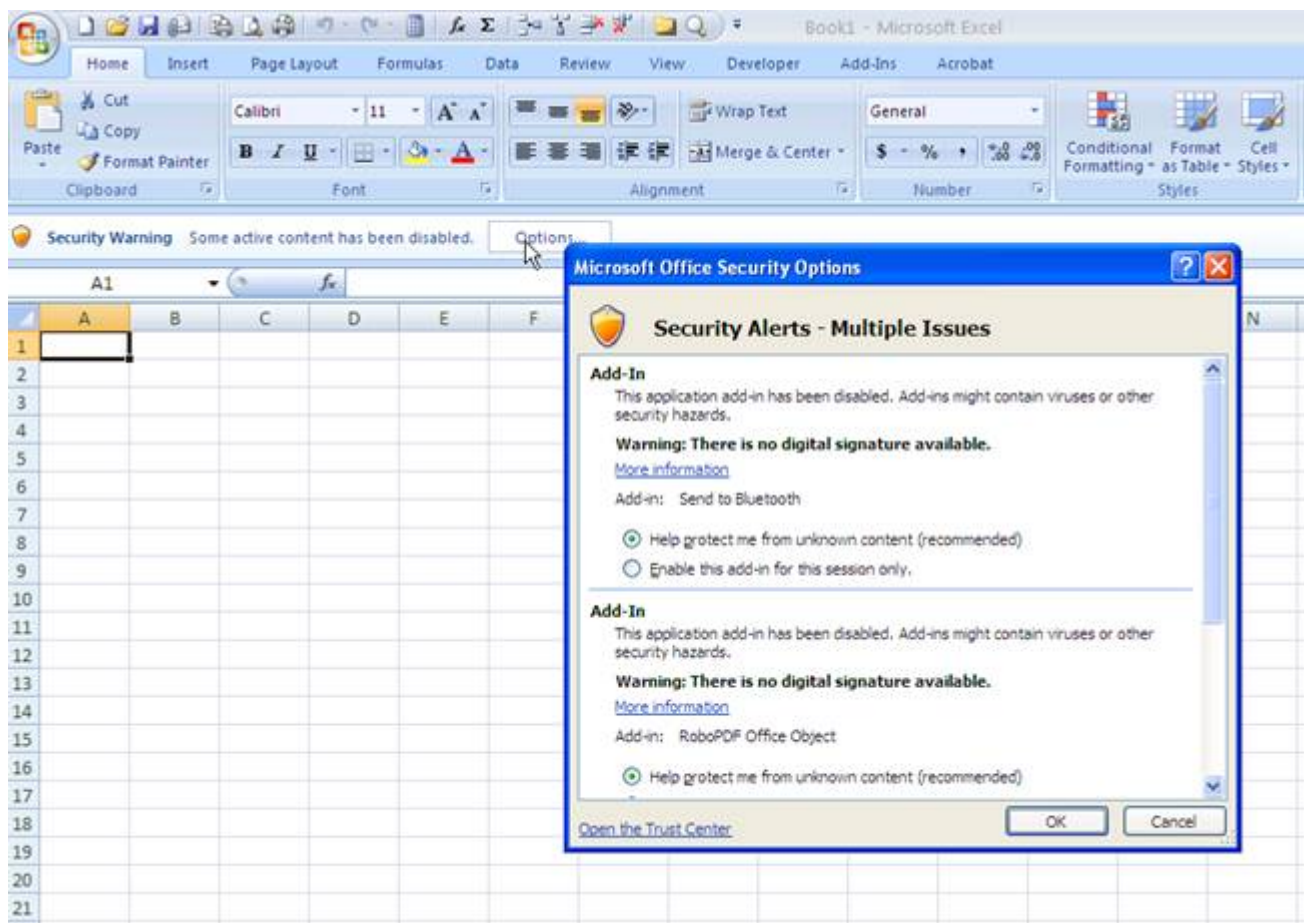 Book1 - Microsoft Excel
Home Insert Page Layout Formulas Data Review View Developer Add-Ins Acrobat
Paste
Cut
Copy
Format Painter
Clipboard
Calibri 11
Font
Wrap Text
Merge & Center
Alignment
General
Number
Conditional Formatting
Format as Table
Cell Styles
Styles
Security Warning Some active content has been disabled. Options...
A1
A B C D E F N
1
2
3
4
5
6
7
8
9
10
11
12
13
14
15
16
17
18
19
20
21
Microsoft Office Security Options
Security Alerts - Multiple Issues
Add-In
This application add-in has been disabled. Add-ins might contain viruses or other
security hazards.
Warning: There is no digital signature available.
More information
Add-in: Send to Bluetooth
Help protect me from unknown content (recommended)
Enable this add-in for this session only.
Add-In
This application add-in has been disabled. Add-ins might contain viruses or other
security hazards.
Warning: There is no digital signature available.
More information
Add-in: RoboPDF Office Object
Help protect me from unknown content (recommended)
Open the Trust Center
OK Cancel